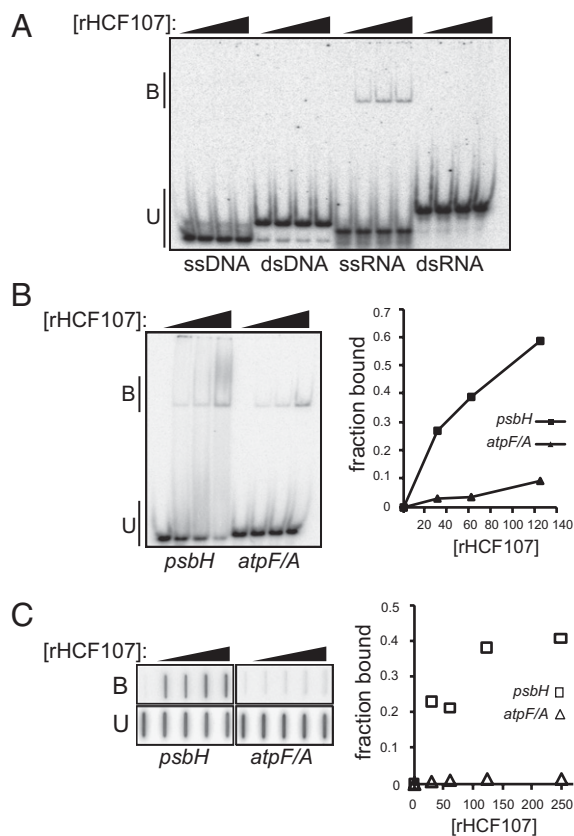 A
[rHCF107]:
B
U
ssDNA dsDNA ssRNA dsRNA
B
[rHCF107]:
B
U
psbH atpF/A
fraction bound
0.7
0.6
0.5
0.4
0.3
0.2
0.1
0
psbH
atpF/A
20 40 60 80 100 120 140
[rHCF107]
C
[rHCF107]:
B
U
psbH atpF/A
fraction bound
0.5
0.4
0.3
0.2
0.1
0
psbH
atpF/A
0 50 100 150 200 250
[rHCF107]